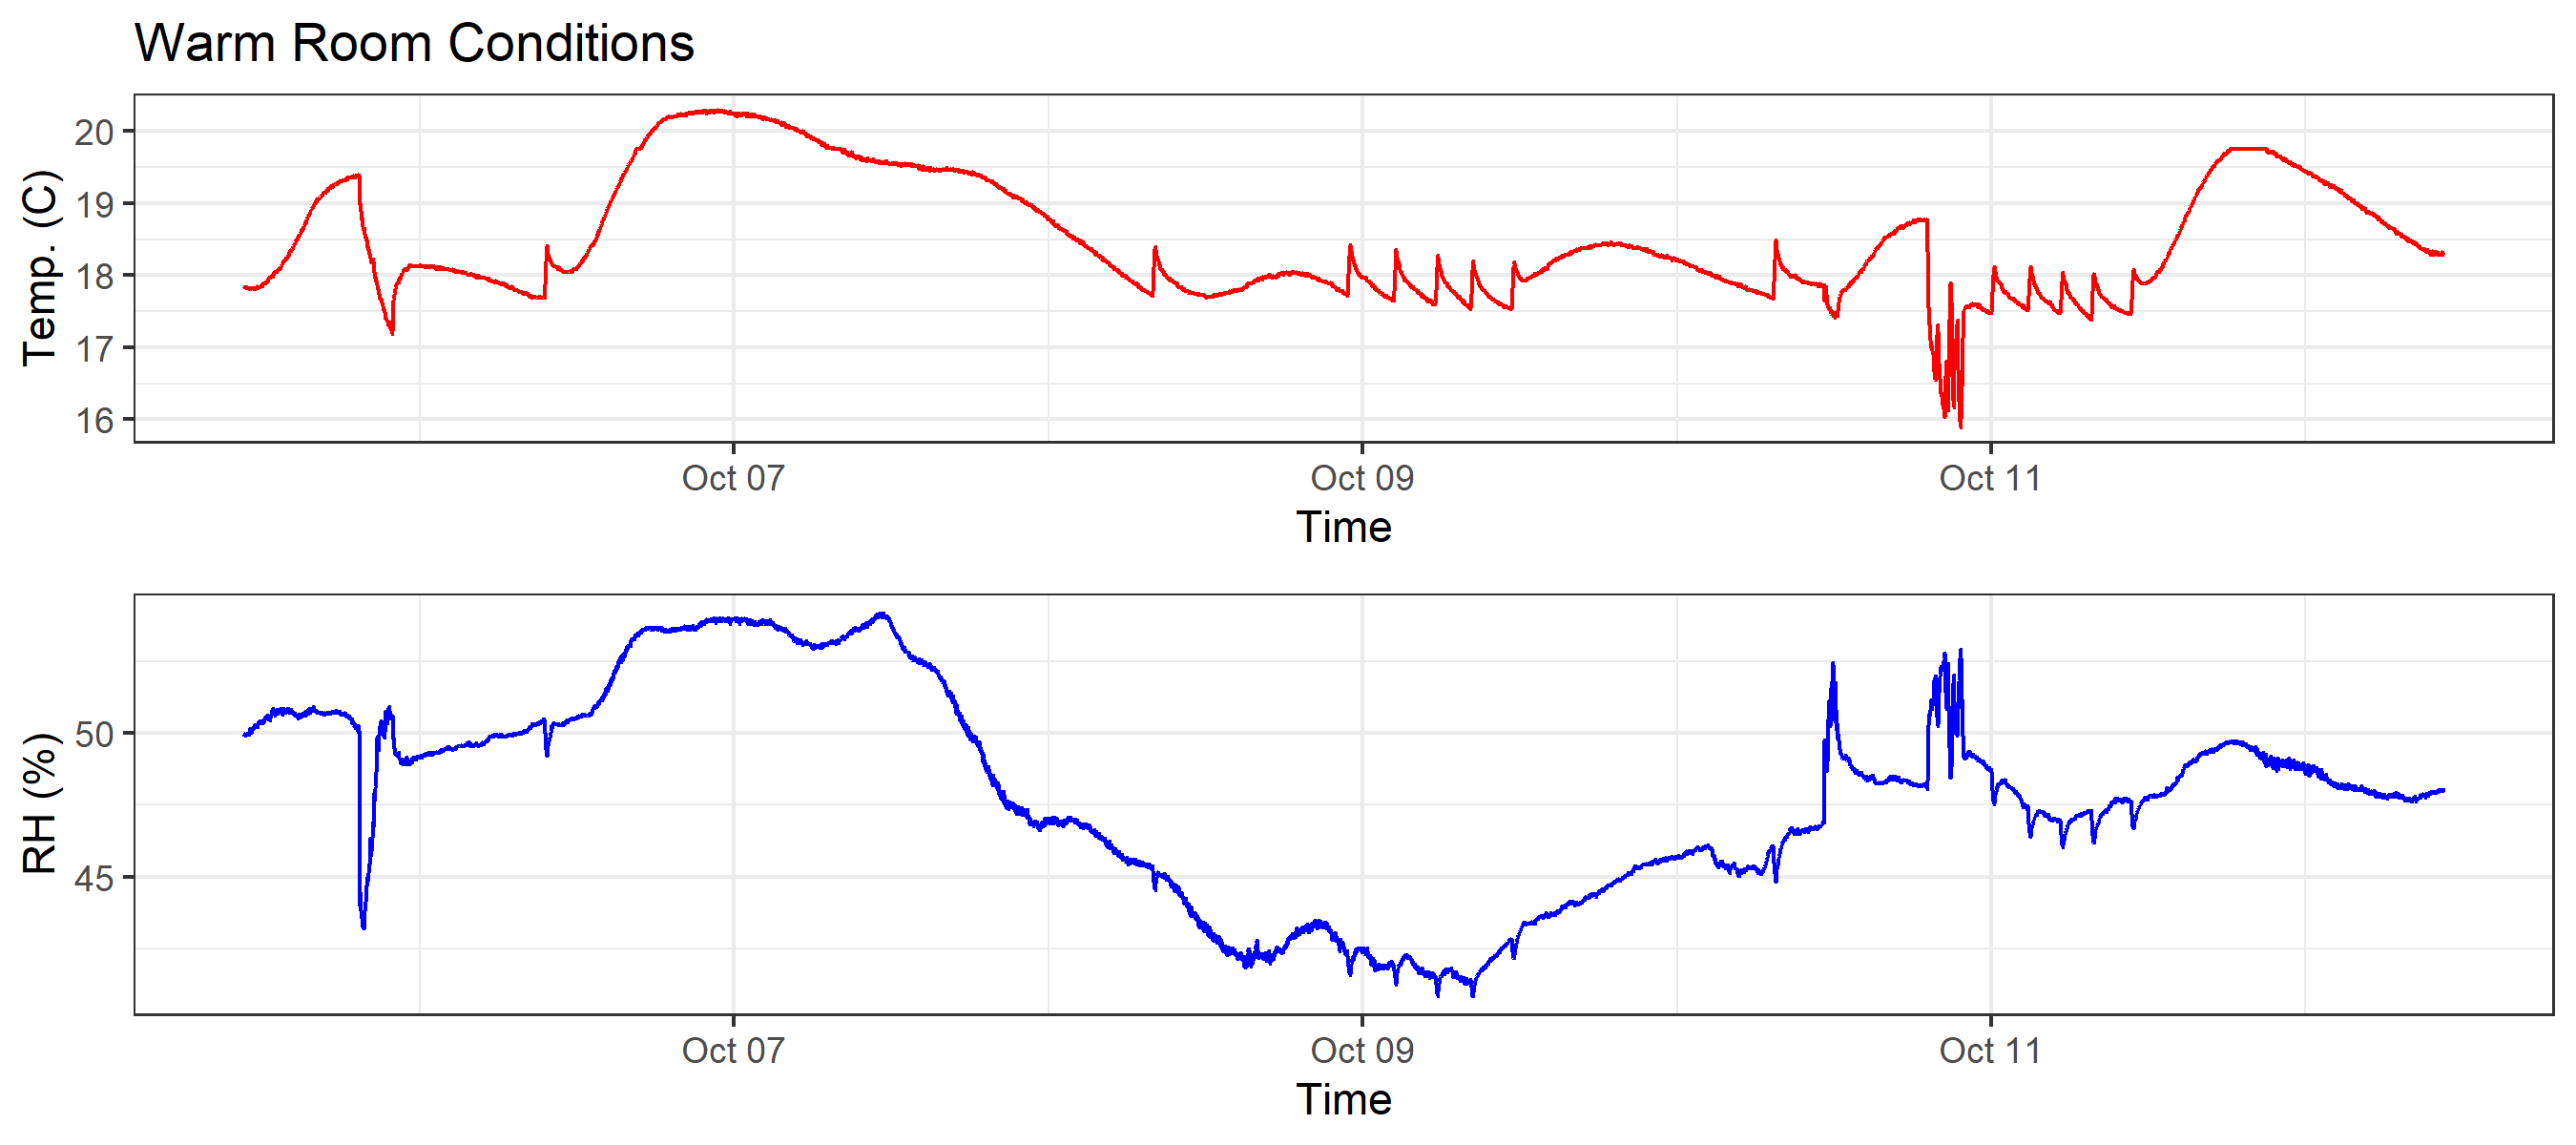 Warm Room Conditions
Temp. (C)
20
19
18
17
16
Oct 07
Oct 09
Oct 11
Time
RH (%)
50
45
Oct 07
Oct 09
Oct 11
Time